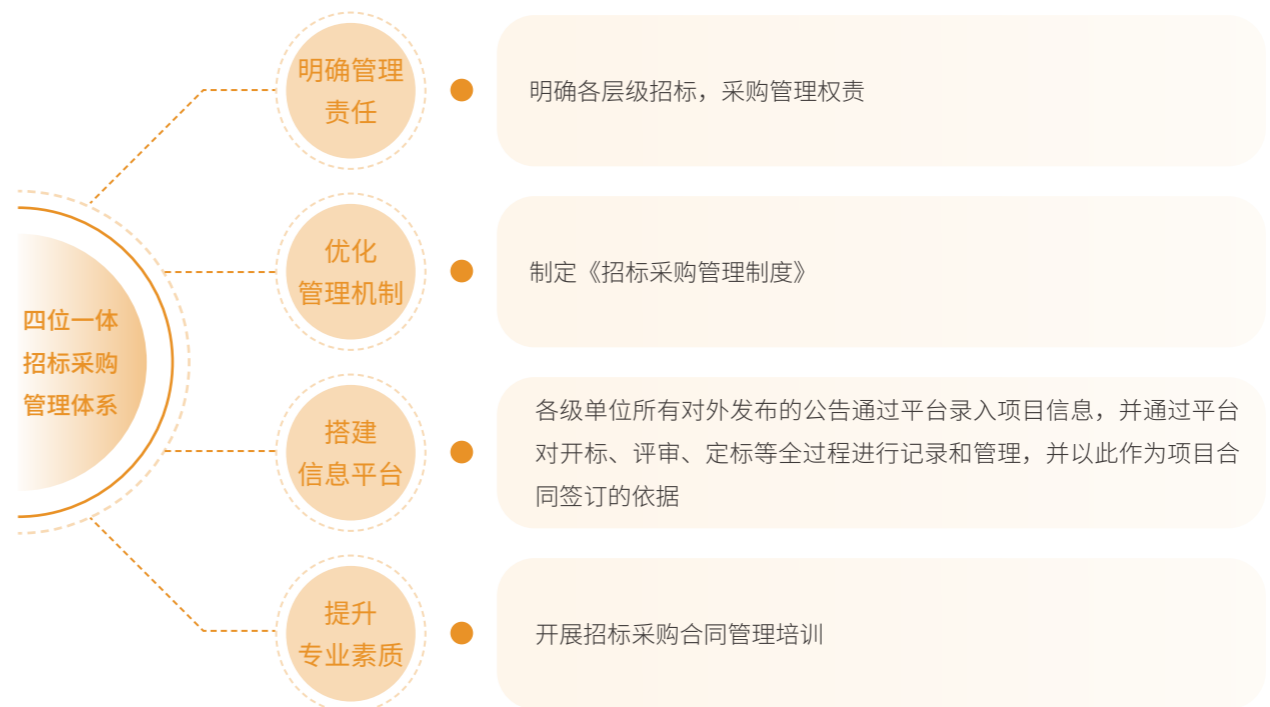 四位一体
招标采购
管理体系
明确管理
责任
明确各层级招标，采购管理权责
优化
管理机制
制定《招标采购管理制度》
搭建
信息平台
各级单位所有对外发布的公告通过平台录入项目信息，并通过平台
对开标、评审、定标等全过程进行记录和管理，并以此作为项目合
同签订的依据
提升
专业素质
开展招标采购合同管理培训